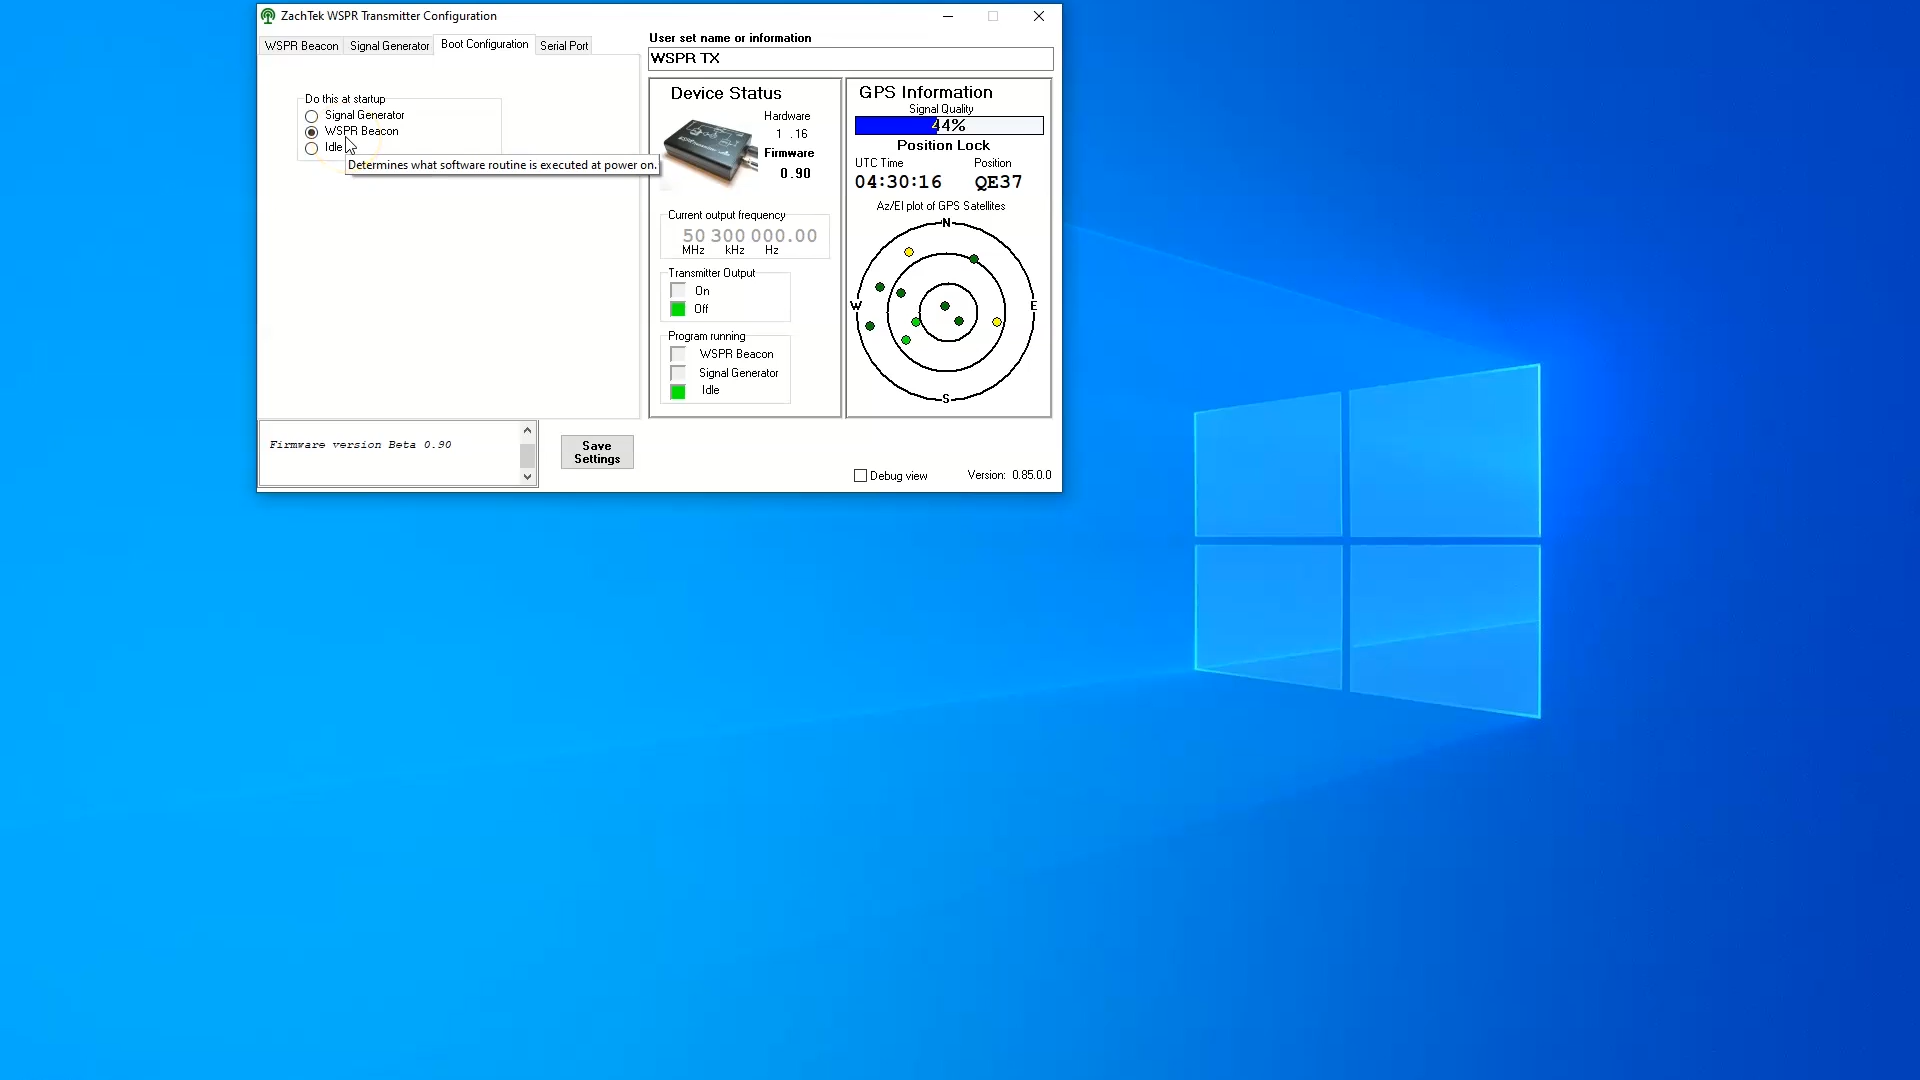 ZachTek WSPR Transmitter Configuration
WSPR Beacon Signal Generator Boot Configuration Serial Port
Do this at startup
Signal Generator
WSPR Beacon
Idle
Determines what software routine is executed at power on.
Firmware version Beta 0.90
Save
Settings
User set name or information
WSPR TX
Device Status
Hardware
1 .16
Firmware
0.90
Current output frequency
50 300 000.00
MHz kHz Hz
Transmitter Output
On
Off
Program running
WSPR Beacon
Signal Generator
Idle
GPS Information
Signal Quality
44%
Position Lock
UTC Time Position
04:30:16 QE37
Az/El plot of GPS Satellites
N
W E
S
Debug view Version: 0.85.0.0